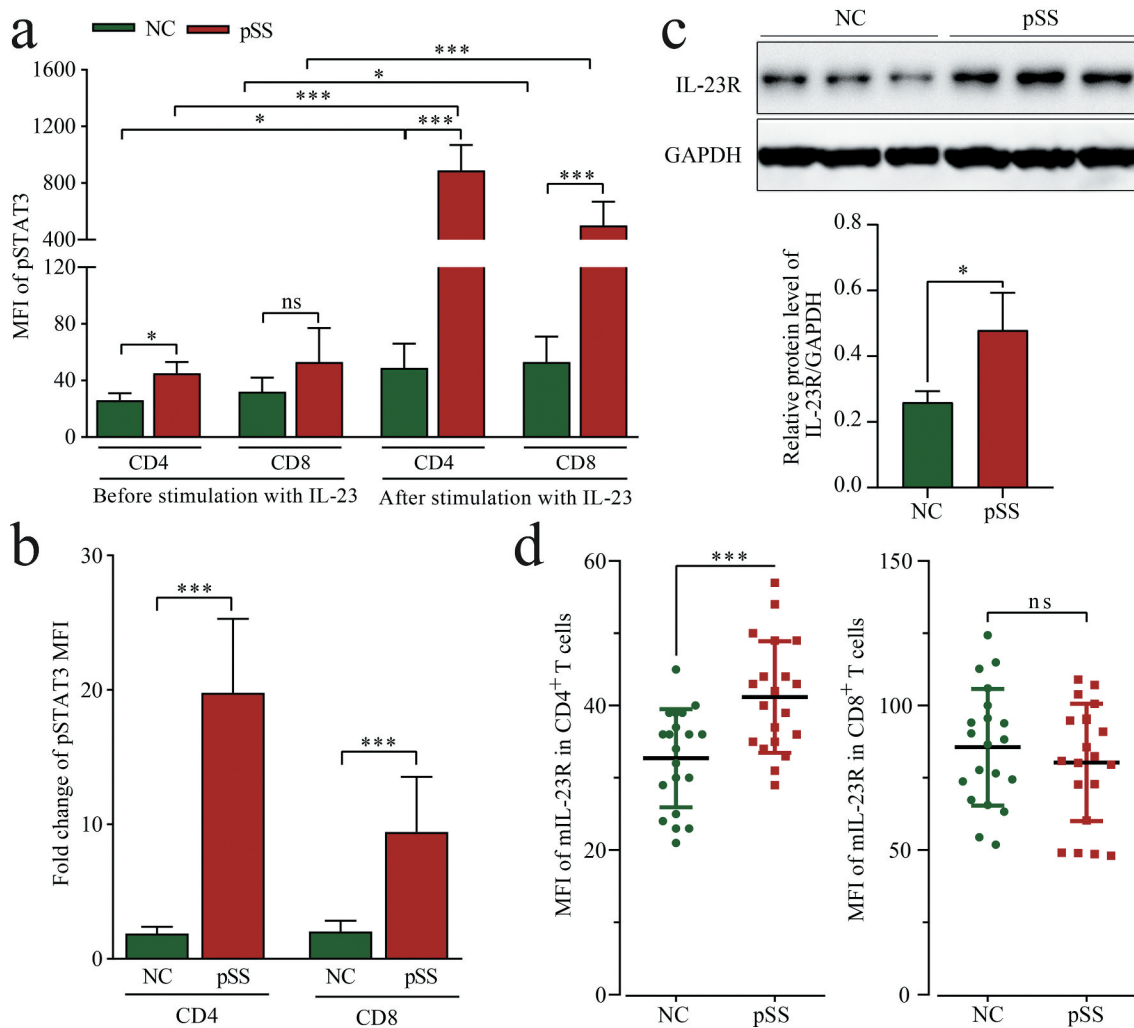 a
NC
pSS
***
*
***
*
***
***
*
ns
1600
1200
800
400
120
80
40
0
MFI of pSTAT3
CD4
CD8
CD4
CD8
Before stimulation with IL-23
After stimulation with IL-23
c
NC
pSS
IL-23R
GAPDH
0.8
0.6
0.4
0.2
0.0
Relative protein level of
IL-23R/GAPDH
*
NC
pSS
b
30
20
10
0
Fold change of pSTAT3 MFI
***
***
NC
pSS
NC
pSS
CD4
CD8
d
60
40
20
0
MFI of mIL-23R in CD4⁺ T cells
***
NC
pSS
150
100
50
0
MFI of mIL-23R in CD8⁺ T cells
ns
NC
pSS